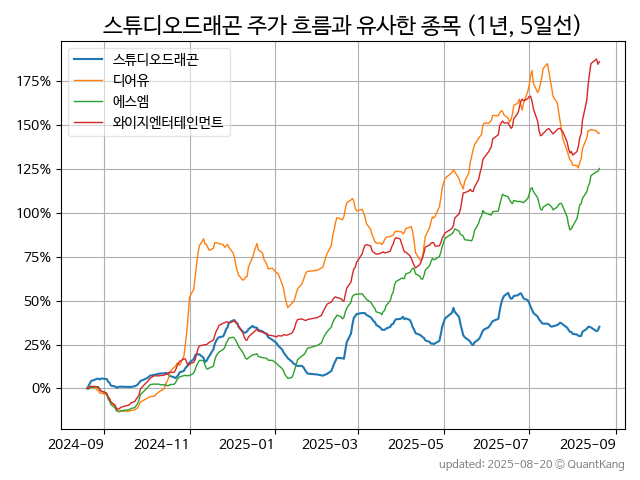 스튜디오드래곤 주가 흐름과 유사한 종목 (1년, 5일선)
스튜디오드래곤
디어유
에스엠
와이지엔터테인먼트
175%
150%
125%
100%
75%
50%
25%
0%
2024-09 2024-11 2025-01 2025-03 2025-05 2025-07 2025-09
updated: 2025-08-20 © QuantKang